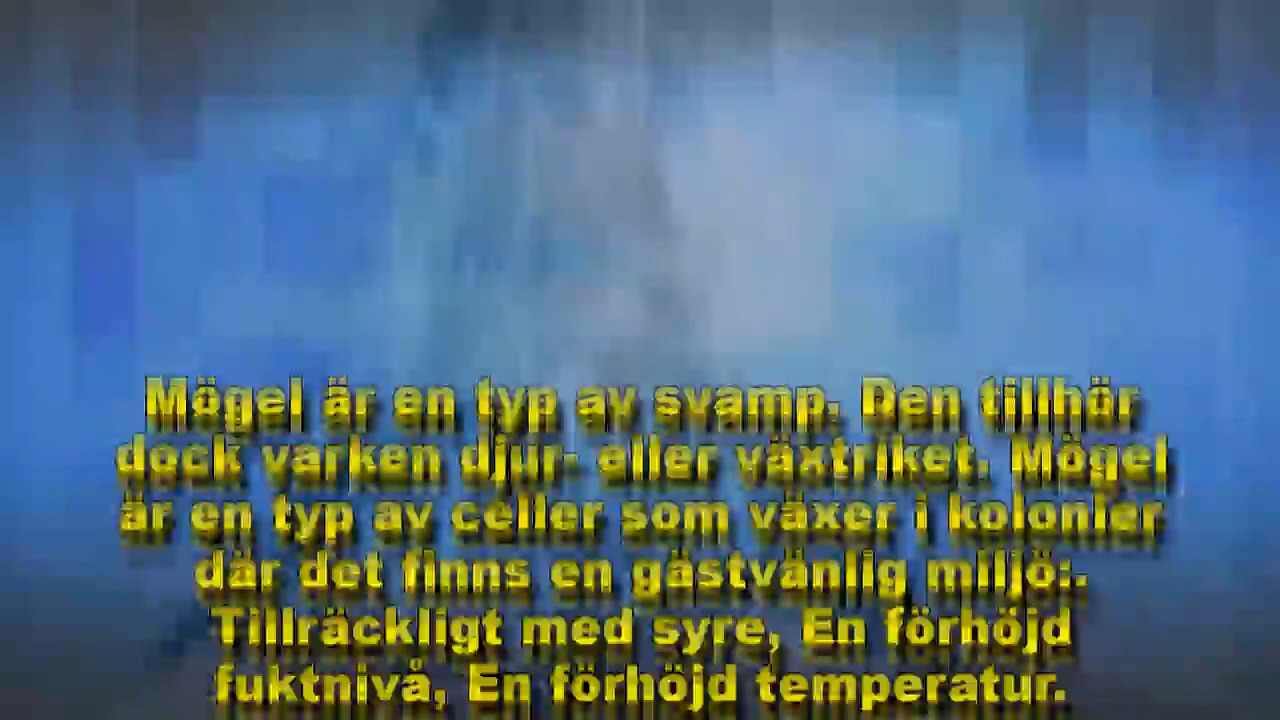 Mögel är en typ av svamp. Den tillhör
dock varken djur- eller växtriket. Mögel
är en typ av celler som växer i kolonier
där det finns en gästvänlig miljö:.
Tillräckligt med syre, En förhöjd
fuktnivå, En förhöjd temperatur.